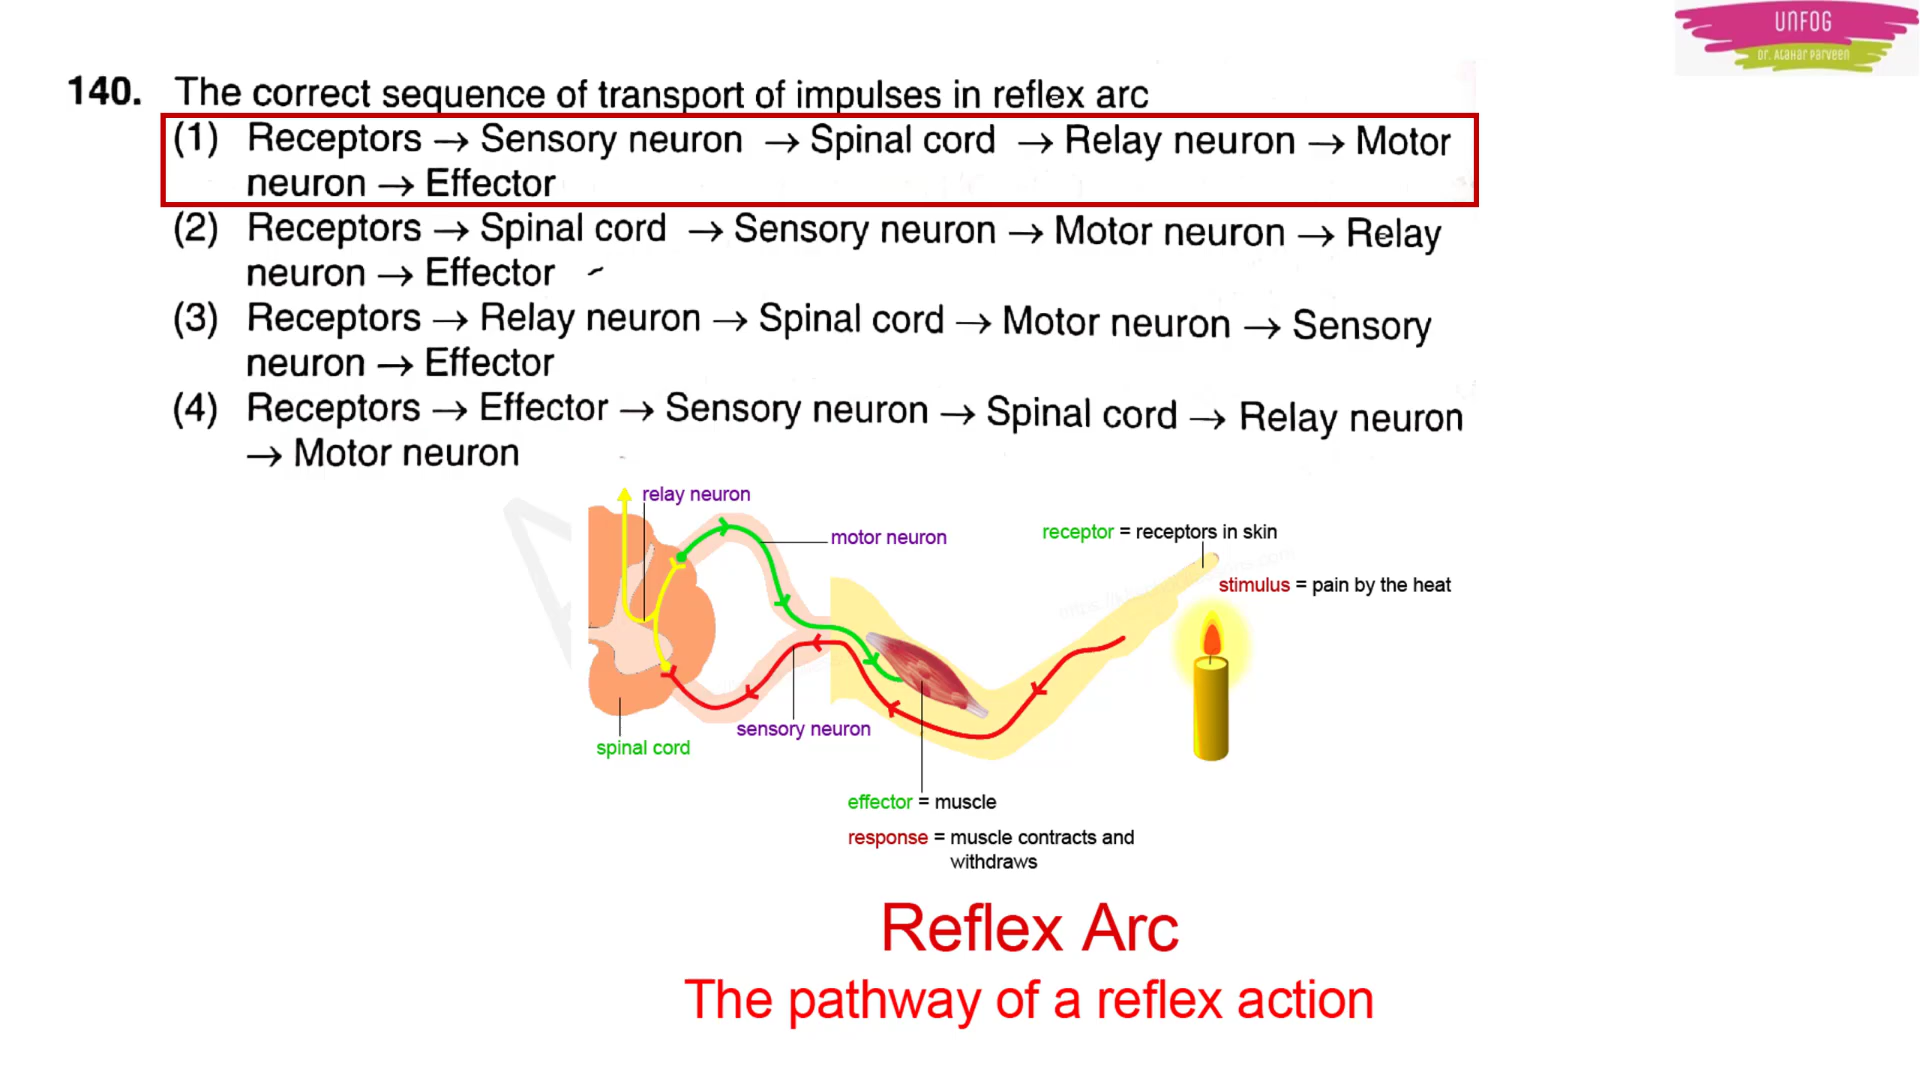 UNFOG
Dr. Atahar Parveen
140. The correct sequence of transport of impulses in reflex arc
(1) Receptors → Sensory neuron → Spinal cord → Relay neuron → Motor
neuron → Effector
(2) Receptors → Spinal cord → Sensory neuron → Motor neuron → Relay
neuron → Effector
(3) Receptors → Relay neuron → Spinal cord → Motor neuron → Sensory
neuron → Effector
(4) Receptors → Effector → Sensory neuron → Spinal cord → Relay neuron
→ Motor neuron
relay neuron
motor neuron
receptor = receptors in skin
stimulus = pain by the heat
sensory neuron
spinal cord
effector = muscle
response = muscle contracts and
withdraws
Reflex Arc
The pathway of a reflex action